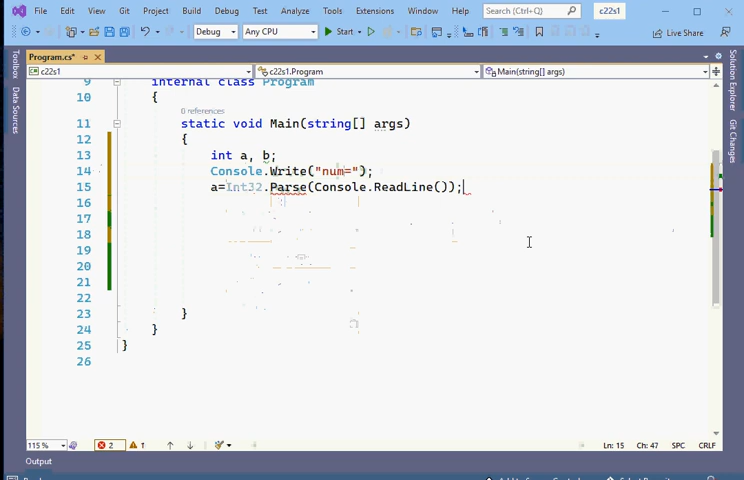 File Edit View Git Project Build Debug Test Analyze Tools Extensions Window Help Search (Ctrl+Q) c22s1
Debug Any CPU Start Live Share
Program.cs*
c22s1 c22s1.Program Main(string[] args)
Toolbox
Data Sources
Solution Explorer
Git Changes
9 internal class Program
10 {
0 references
11 static void Main(string[] args)
12 {
13 int a, b;
14 Console.Write("num=");
15 a=Int32.Parse(Console.ReadLine());
16
17
18
19
20
21
22
23 }
24 }
25 }
26
115 % 2 1 Ln: 15 Ch: 47 SPC CRLF
Output